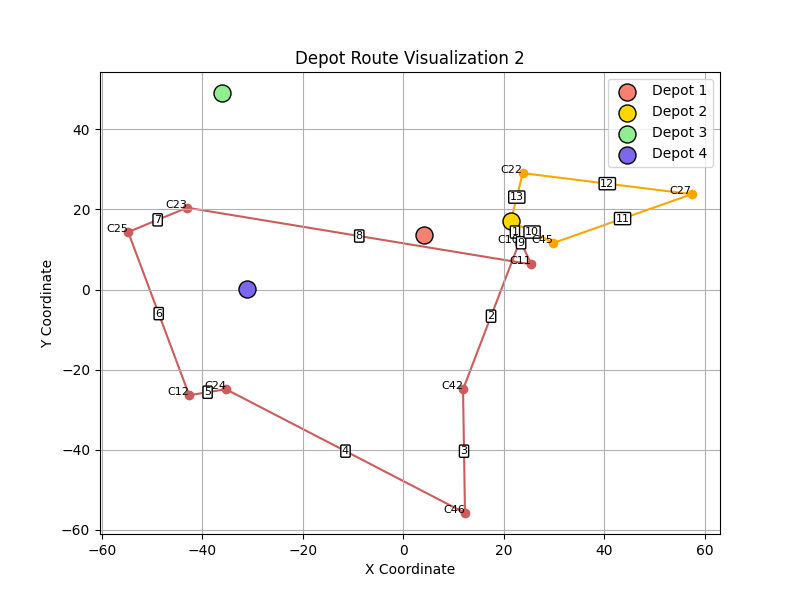 Depot Route Visualization 2
Depot 1
Depot 2
Depot 3
Depot 4
Y Coordinate
X Coordinate
40
20
0
−20
−40
−60
−60
−40
−20
0
20
40
60
C22
C27
C23
C25
C45
C11
C12
C24
C42
C46
12
13
11
10
9
8
7
6
5
4
3
2